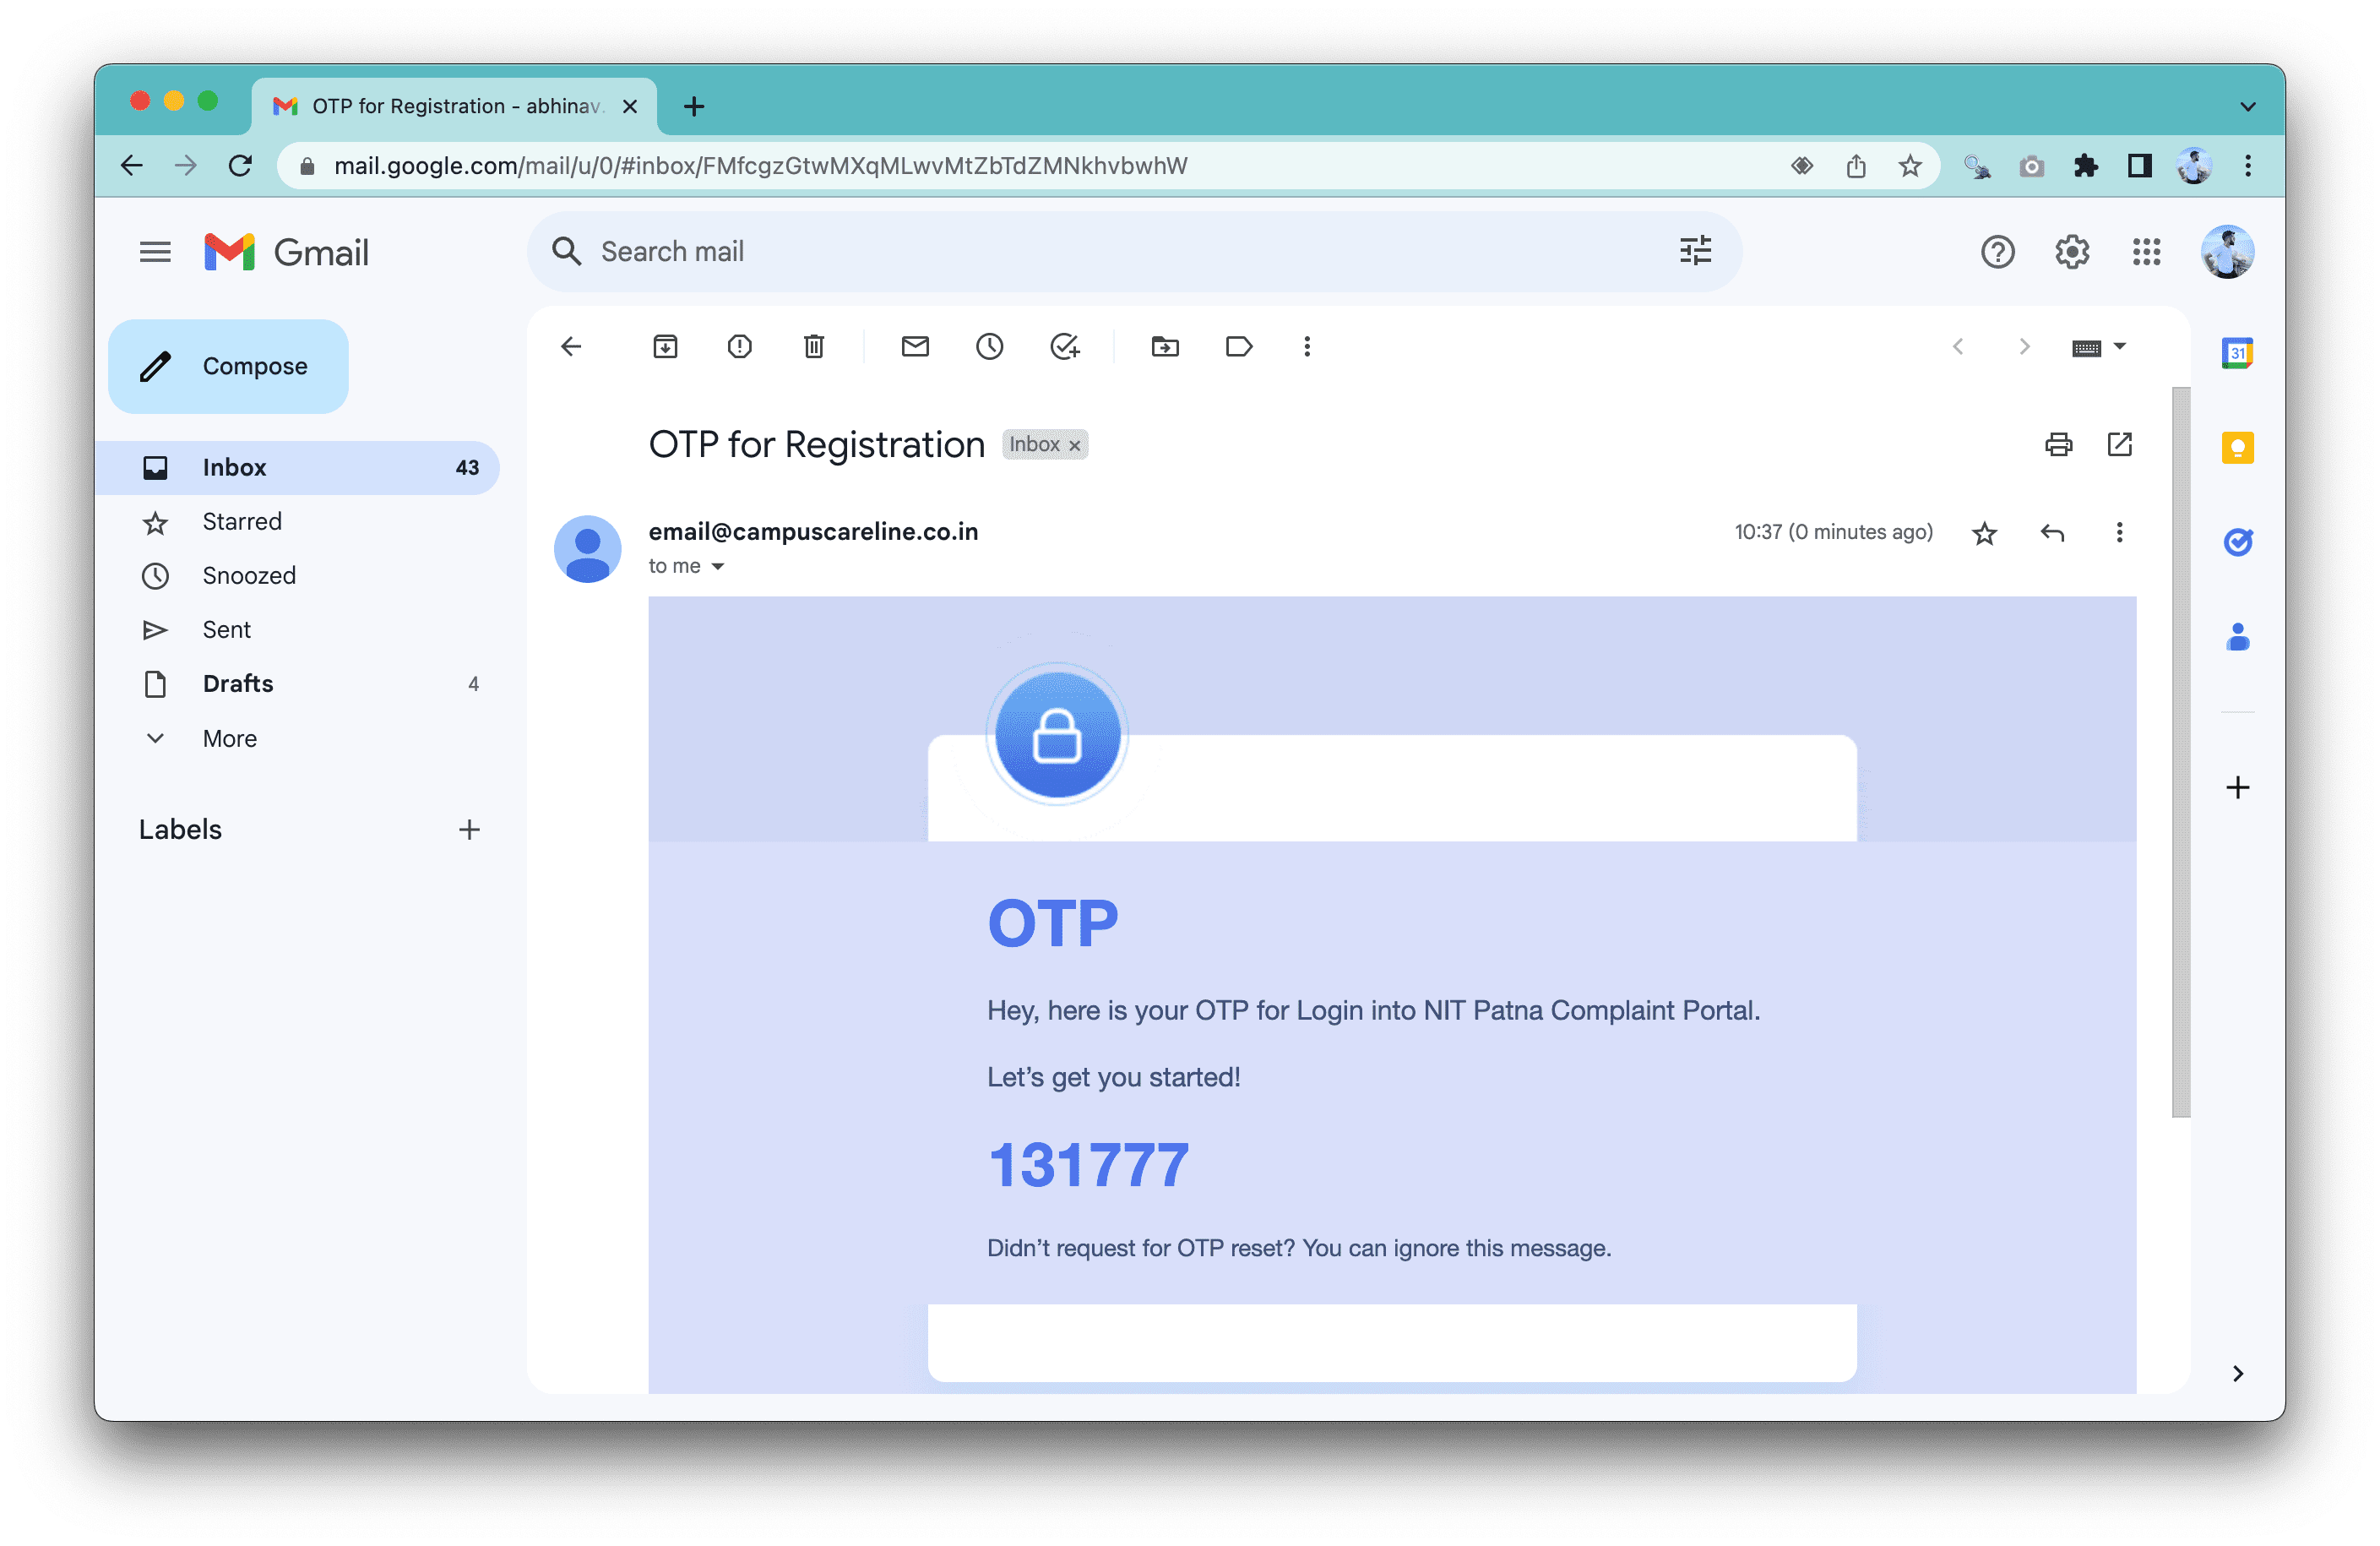 OTP for Registration - abhinav.
mail.google.com/mail/u/0/#inbox/FMfcgzGtwMXqMLwvMtZbTdZMNkhvbwhW
Gmail
Search mail
Compose
31
Inbox 43
Starred
Snoozed
Sent
Drafts 4
More
Labels
OTP for Registration Inbox
email@campuscareline.co.in 10:37 (0 minutes ago)
to me
OTP
Hey, here is your OTP for Login into NIT Patna Complaint Portal.
Let’s get you started!
131777
Didn’t request for OTP reset? You can ignore this message.